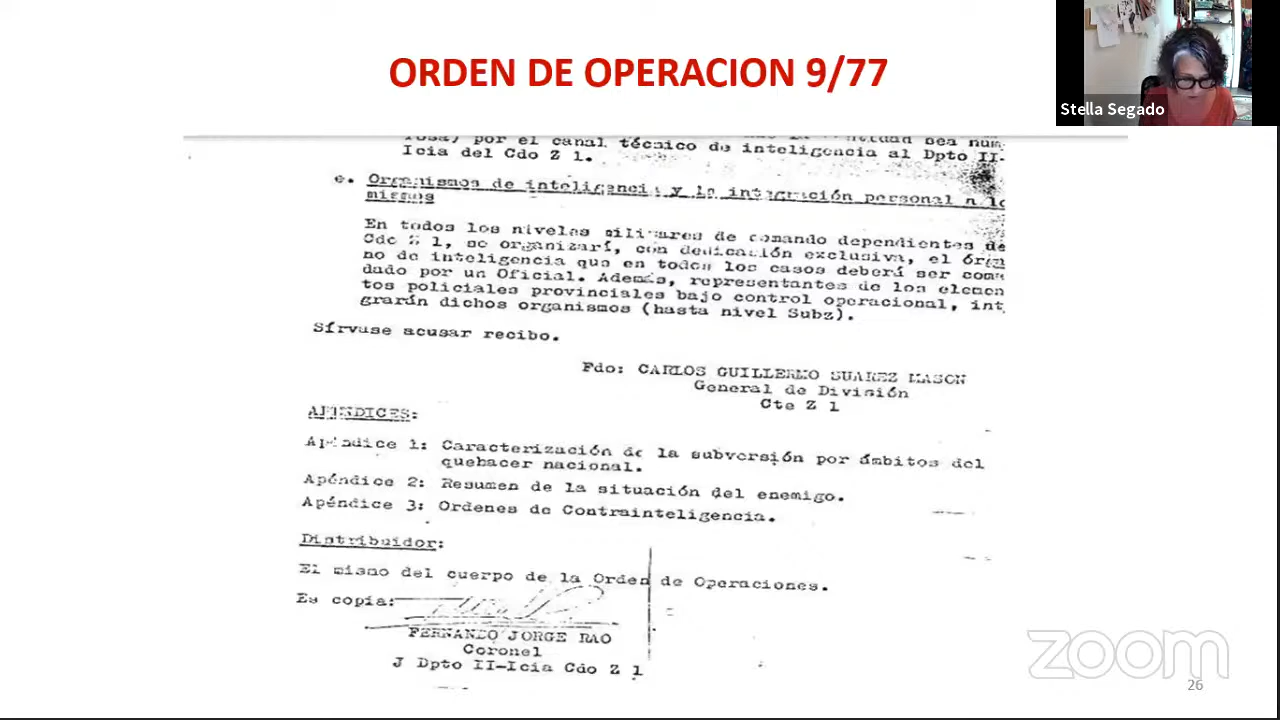 ORDEN DE OPERACION 9/77
Stella Segado
rosa) por el canal técnico de inteligencia al Dpto II-
Icia del Cdo Z 1.
e. Organismos de inteligencia y la integración personal a lo
mismos
En todos los niveles militares de comando dependientes de
Cdo Z 1, se organizará, con dedicación exclusiva, el órga
no de inteligencia que en todos los casos deberá ser coma
dado por un Oficial. Además, representantes de los elemen
tos policiales provinciales bajo control operacional, int
grarán dichos organismos (hasta nivel Subz).
Sírvase acusar recibo.
Fdo: CARLOS GUILLERMO SUAREZ MASON
General de División
Cte Z 1
APENDICES:
Apéndice 1: Caracterización de la subversión por ámbitos del
quehacer nacional.
Apéndice 2: Resumen de la situación del enemigo.
Apéndice 3: Ordenes de Contrainteligencia.
Distribuidor:
El mismo del cuerpo de la Orden de Operaciones.
Es copia:
FERNANDO JORGE RAO
Coronel
J Dpto II-Icia Cdo Z 1
zoom
26